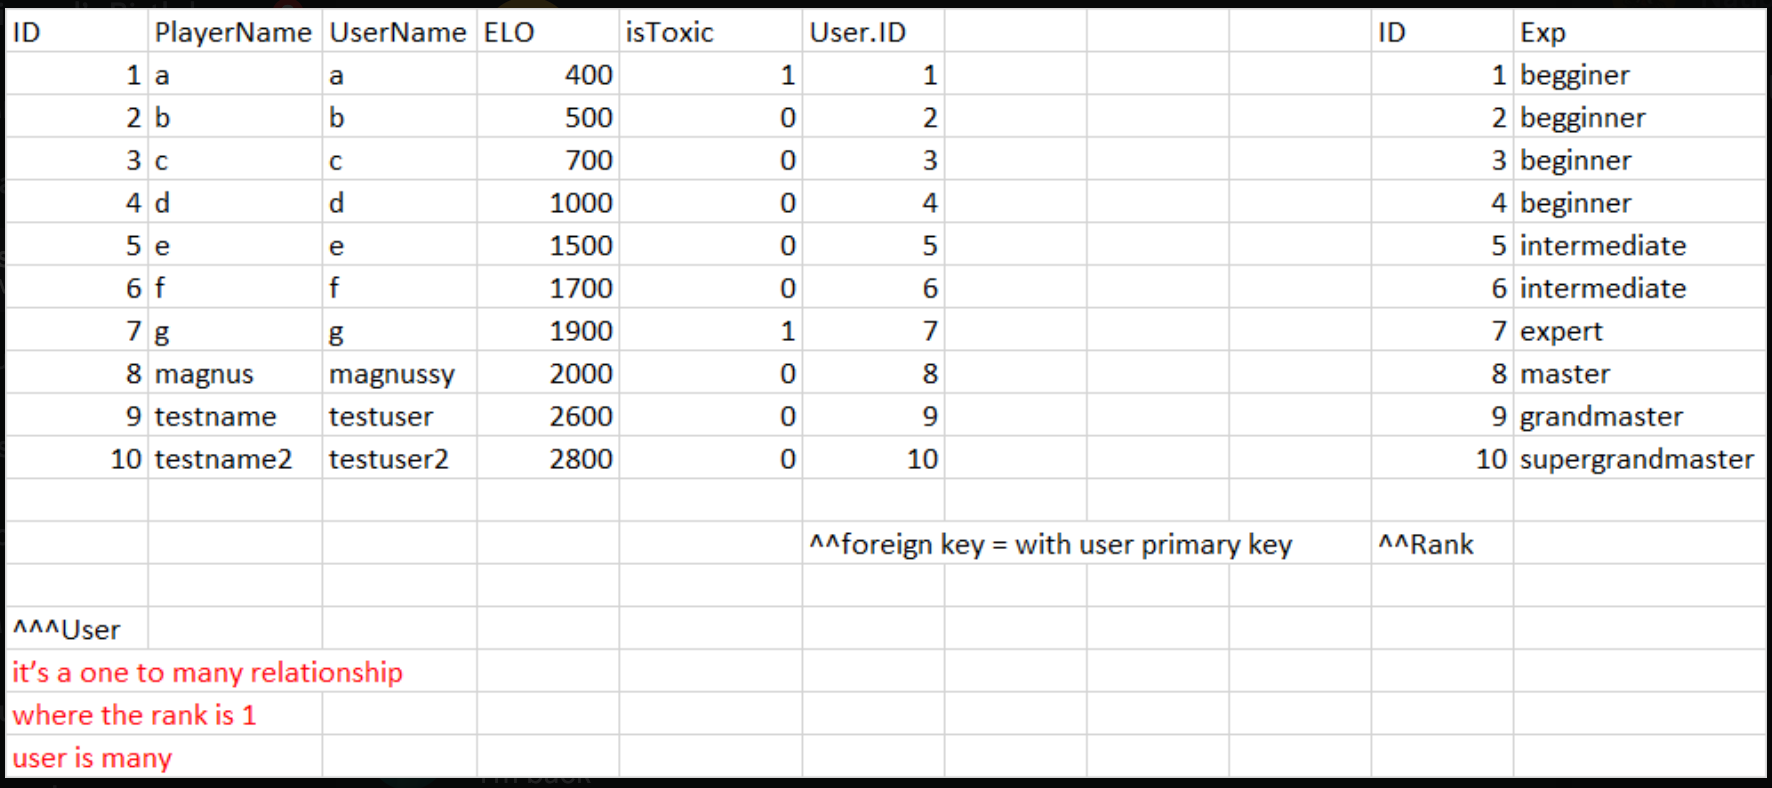 ID PlayerName UserName ELO isToxic User.ID ID Exp
1 a a 400 1 1 1 begginer
2 b b 500 0 2 2 begginner
3 c c 700 0 3 3 beginner
4 d d 1000 0 4 4 beginner
5 e e 1500 0 5 5 intermediate
6 f f 1700 0 6 6 intermediate
7 g g 1900 1 7 7 expert
8 magnus magnussy 2000 0 8 8 master
9 testname testuser 2600 0 9 9 grandmaster
10 testname2 testuser2 2800 0 10 10 supergrandmaster
^^foreign key = with user primary key ^^Rank
^^^User
it's a one to many relationship
where the rank is 1
user is many